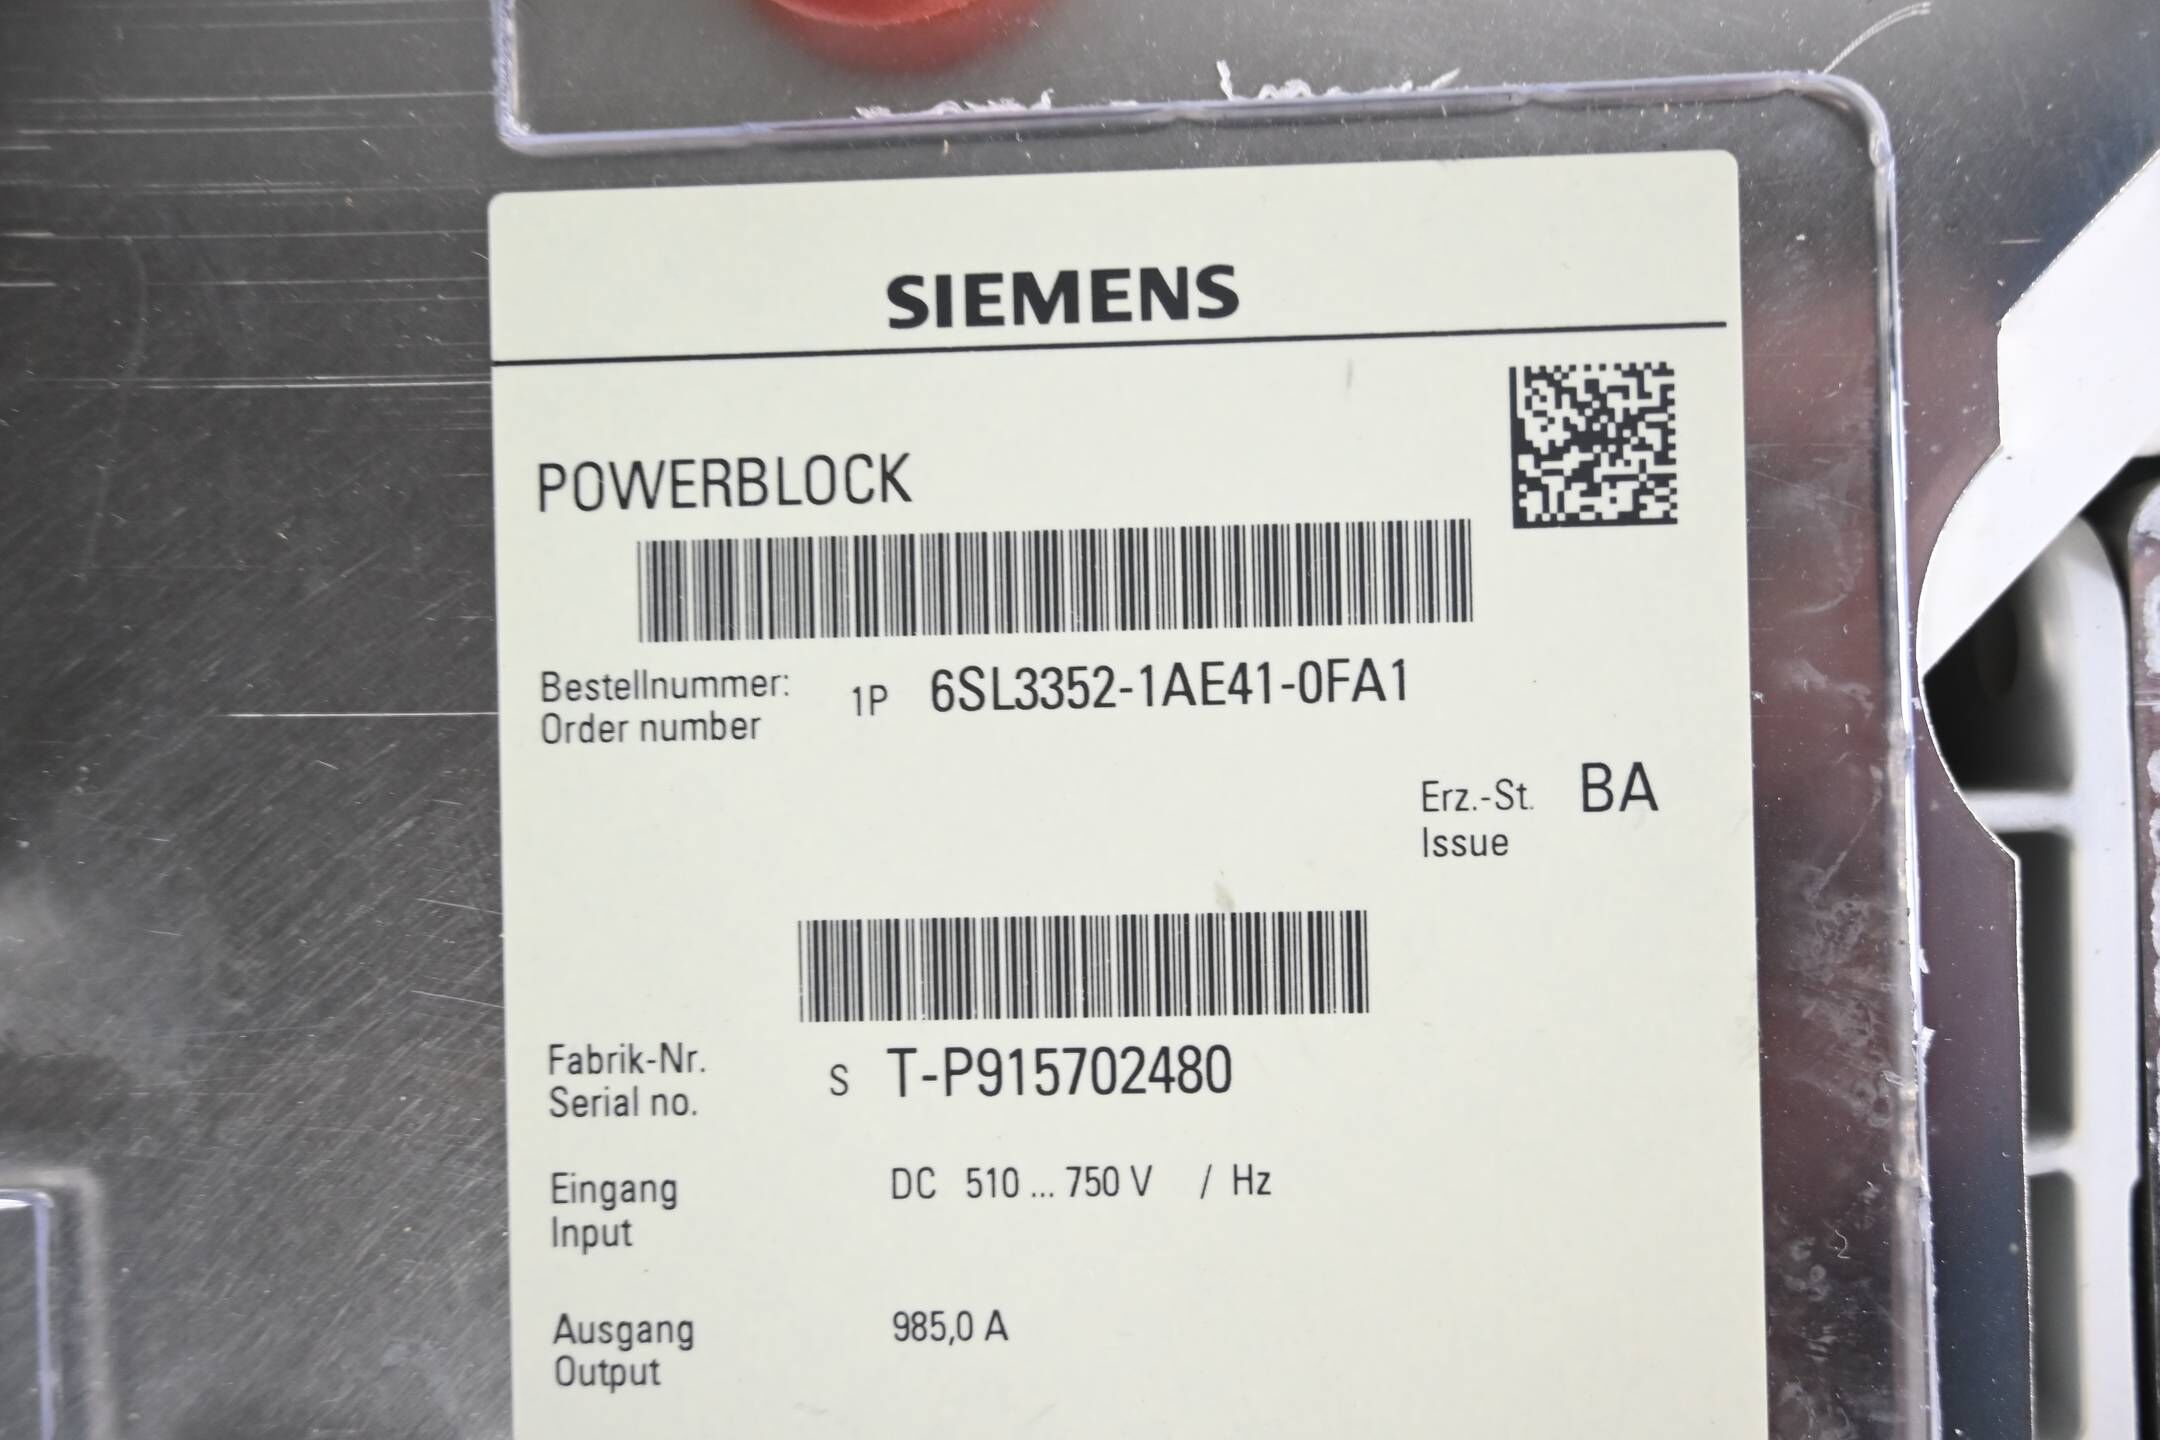 SIEMENS
POWERBLOCK
Bestellnummer: 1P 6SL3352-1AE41-0FA1
Order number
Erz.-St. BA
Issue
Fabrik-Nr. S T-P915702480
Serial no.
Eingang DC 510 ... 750 V / Hz
Input
Ausgang 985,0 A
Output